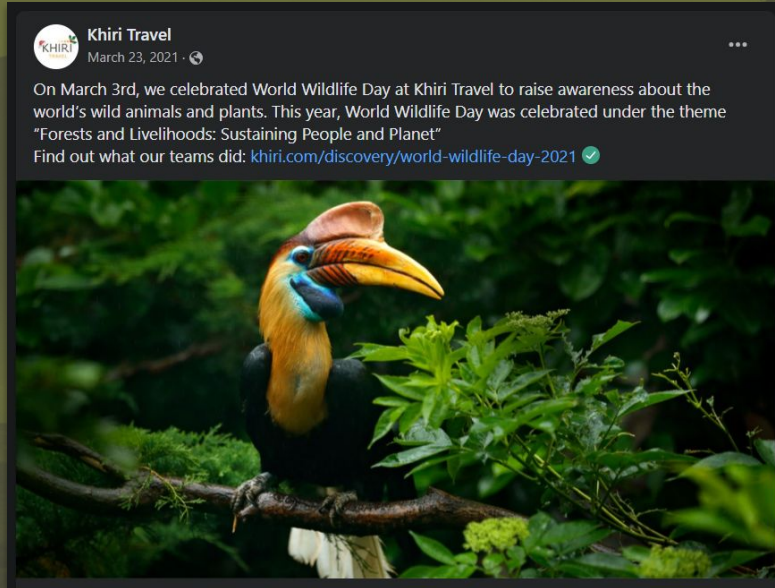 KHIRI
TRAVEL
Khiri Travel
March 23, 2021 ·
On March 3rd, we celebrated World Wildlife Day at Khiri Travel to raise awareness about the
world's wild animals and plants. This year, World Wildlife Day was celebrated under the theme
“Forests and Livelihoods: Sustaining People and Planet”
Find out what our teams did: khiri.com/discovery/world-wildlife-day-2021